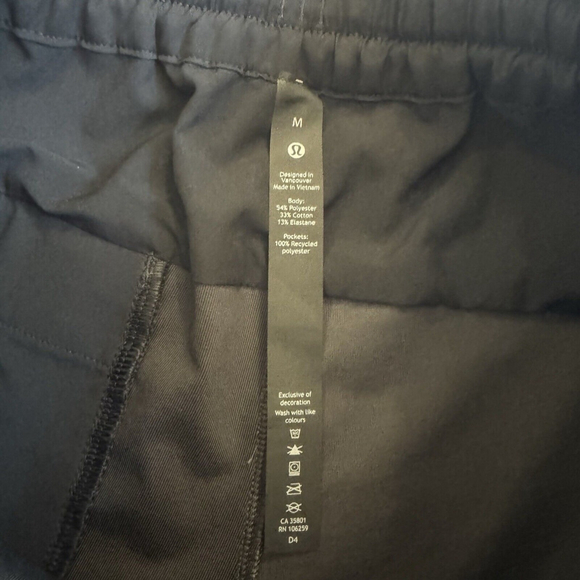 M
Designed in
Vancouver
Made in Vietnam
Body:
54% Polyester
33% Cotton
13% Elastane
Pockets:
100% Recycled
polyester
Exclusive of
decoration
Wash with like
colours
CA 35801
RN 106259
D4